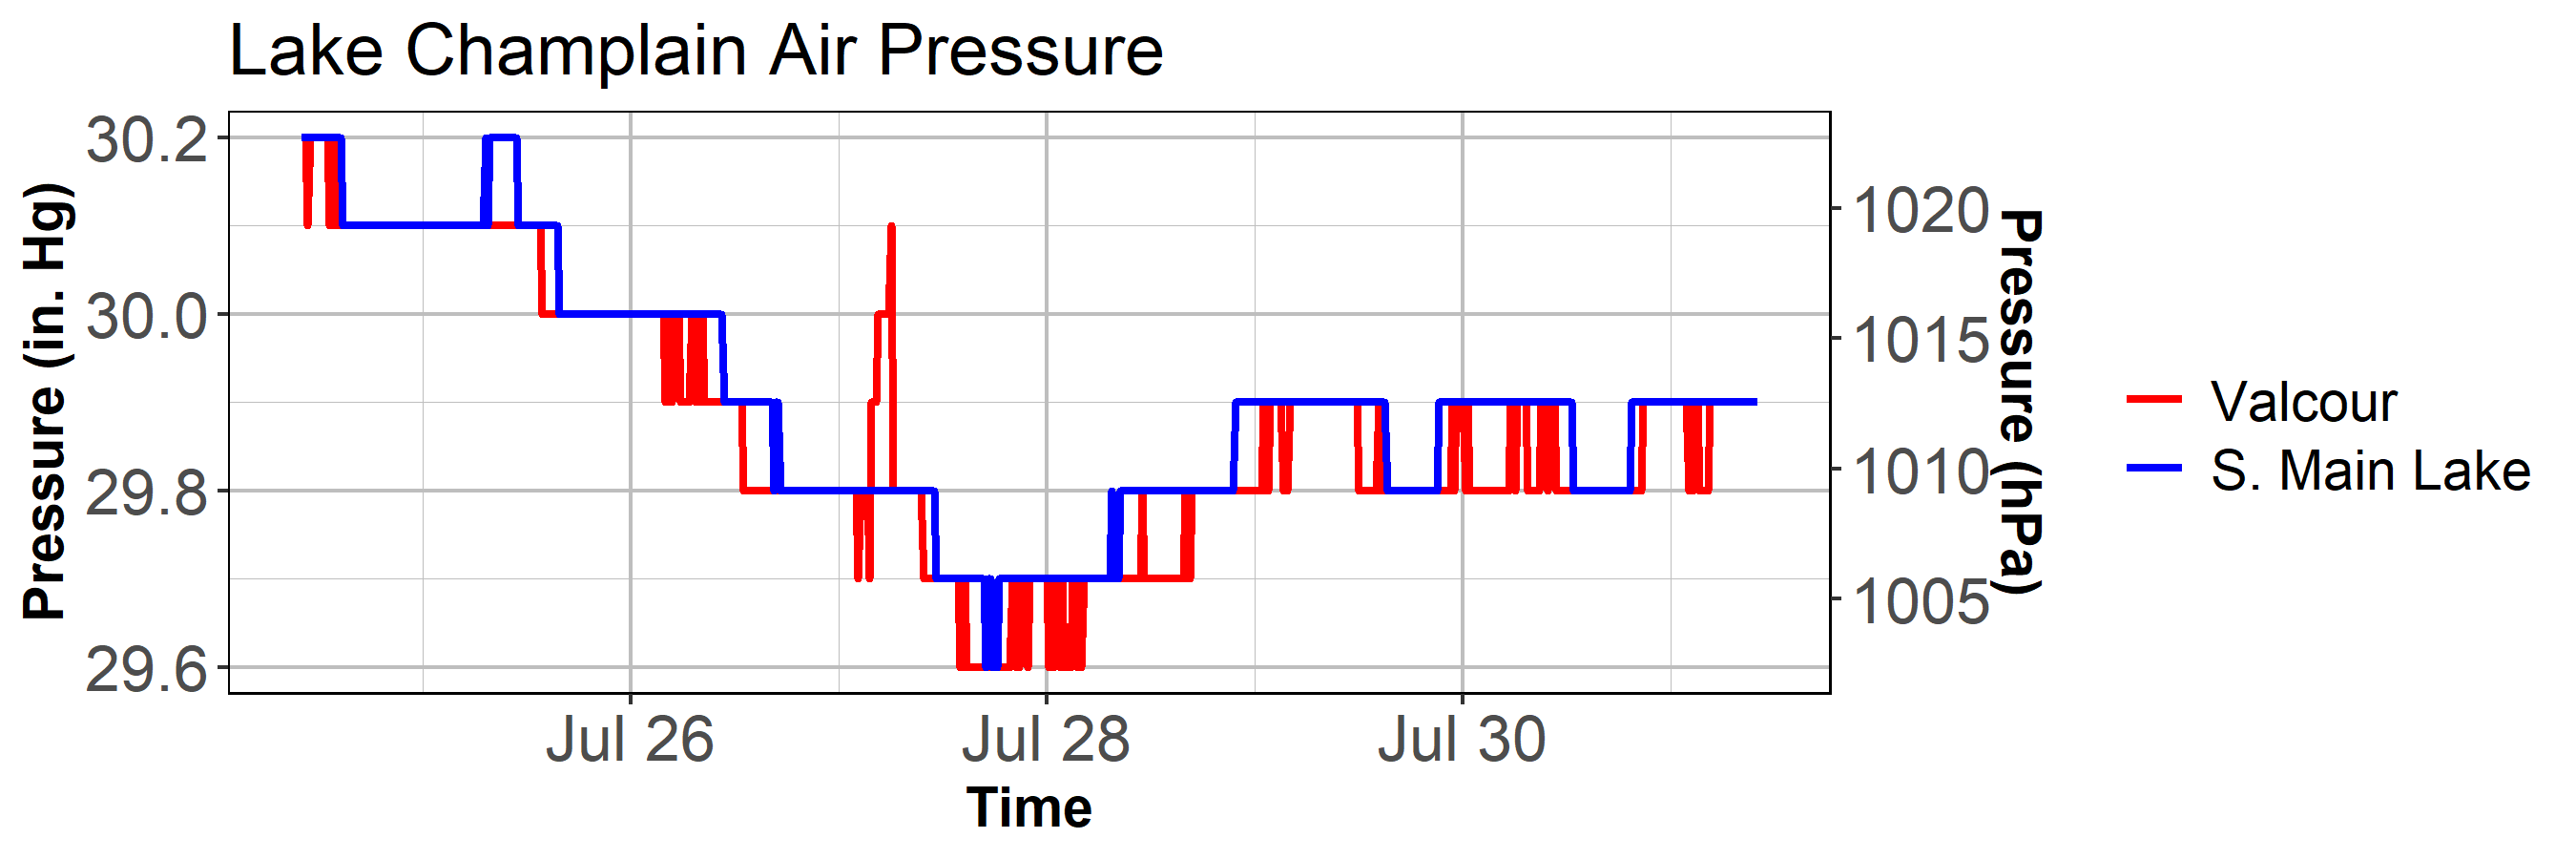 Lake Champlain Air Pressure
Pressure (in. Hg)
30.2
30.0
29.8
29.6
1020
1015
1010
1005
Pressure (hPa)
Valcour
S. Main Lake
Jul 26
Jul 28
Jul 30
Time